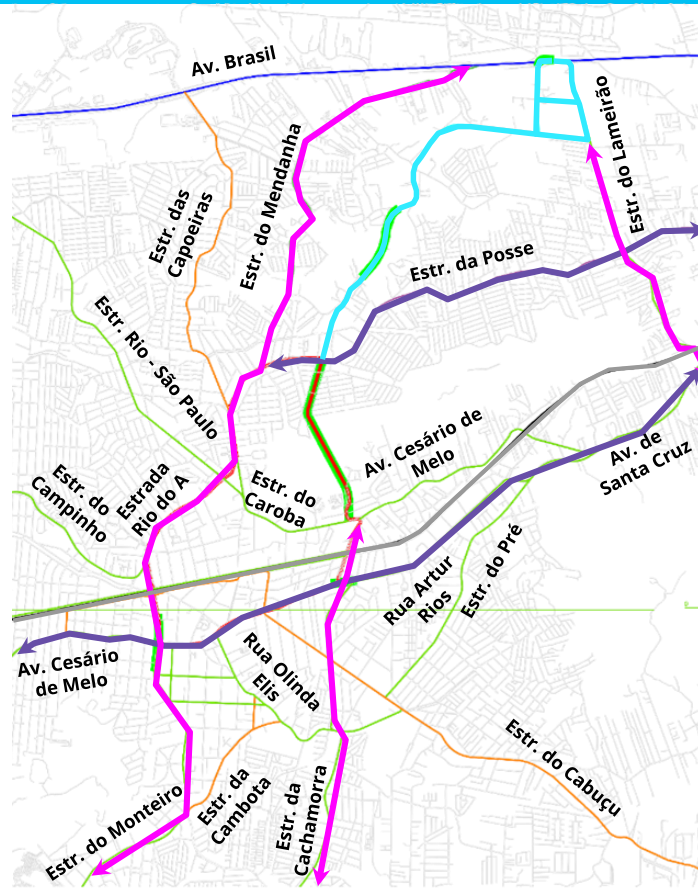 Av. Brasil
Estr. do Lameirão
Estr. do Mendanha
Estr. das
Capoeiras
Estr. da Posse
Estr. Rio - São Paulo
Av. Cesário de
Melo
Av. de
Santa Cruz
Estr. do
Campinho
Estrada
Rio do A
Estr. do
Caroba
Rua Artur
Rios
Estr. do Pré
Av. Cesário
de Melo
Rua Olinda
Elis
Estr. do Cabuçu
Estr. da
Cambota
Estr. da
Cachamorra
Estr. do Monteiro